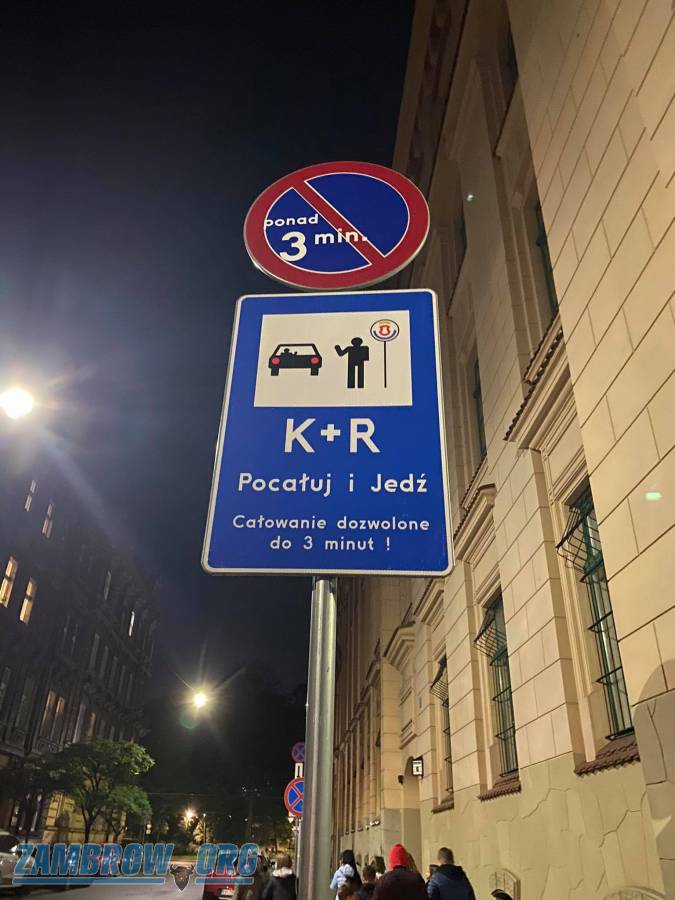 ponad
3 min.
K+R
Pocałuj i Jedź
Całowanie dozwolone
do 3 minut !
ZAMBROW.ORG